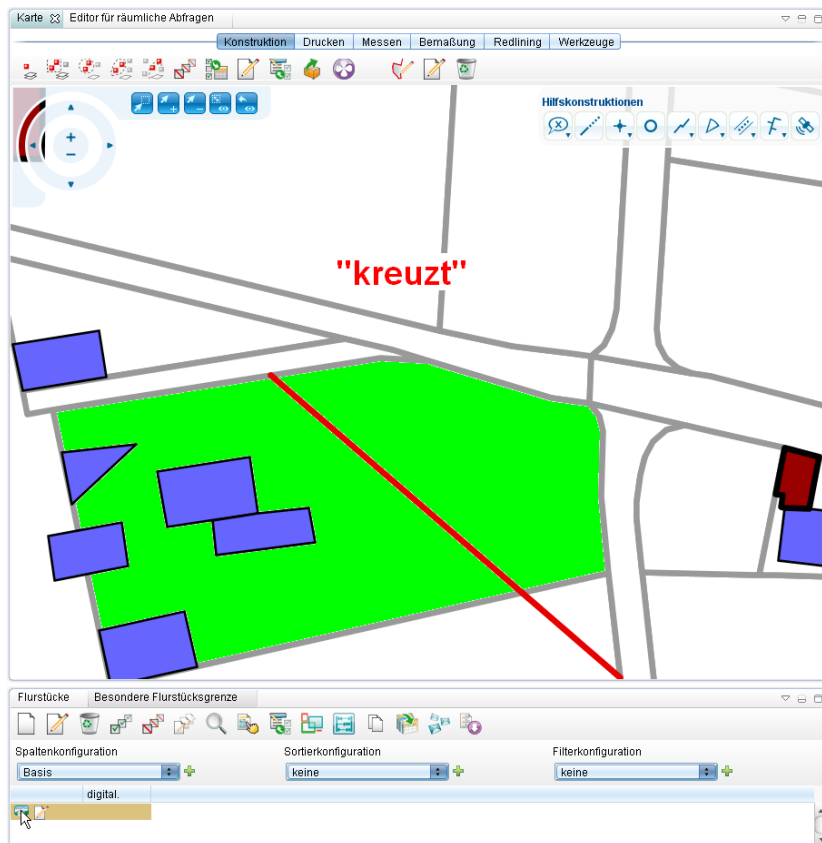 Karte Editor für räumliche Abfragen
Konstruktion Drucken Messen Bemaßung Redlining Werkzeuge
Hilfskonstruktionen
"kreuzt"
Flurstücke Besondere Flurstücksgrenze
Spaltenkonfiguration Sortierkonfiguration Filterkonfiguration
Basis keine keine
digital.